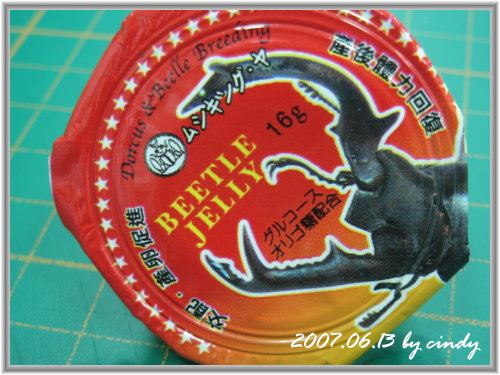 Dorcus & Beetle Breeding
ムシキング・メ
16g
BEETLE
JELLY
グルコース
オリゴ糖配合
産後體力回復
交配・產卵促進
2007.06.13 by cindy